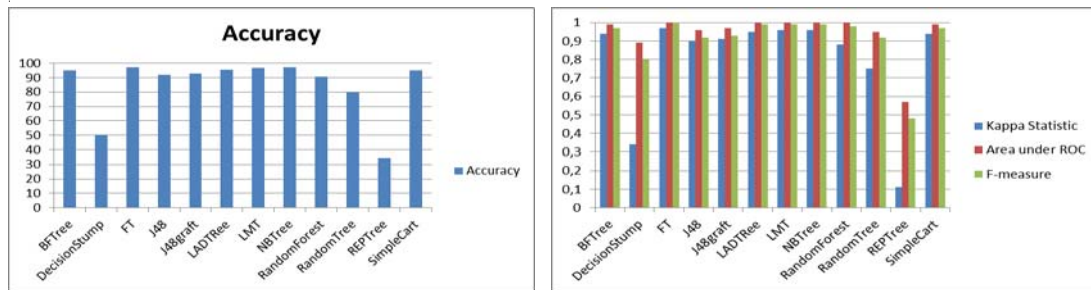 Accuracy
100
90
80
70
60
50
40
30
20
10
0
BFTree
DecisionStump
FT
J48
J48graft
LADTRee
LMT
NBTree
RandomForest
RandomTree
REPTree
SimpleCart
Accuracy
1
0,9
0,8
0,7
0,6
0,5
0,4
0,3
0,2
0,1
0
BFTree
DecisionStump
FT
J48
J48graft
LADTRee
LMT
NBTree
RandomForest
RandomTree
REPTree
SimpleCart
Kappa Statistic
Area under ROC
F-measure